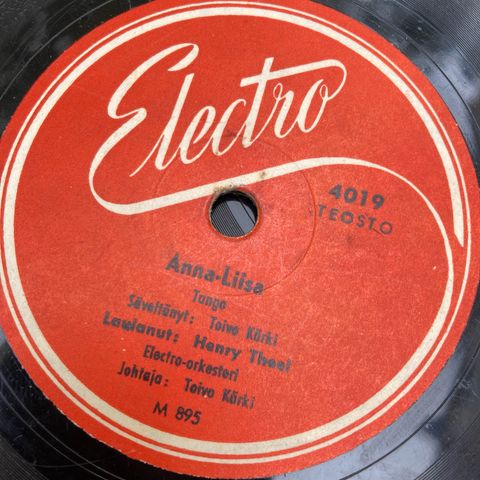 Electro
4019
TEOSTO
Anna-Liisa
Tango
Säveltänyt: Toivo Kärki
Laulanut: Henry Theel
Electro-orkesteri
Johtaja: Toivo Kärki
M 895